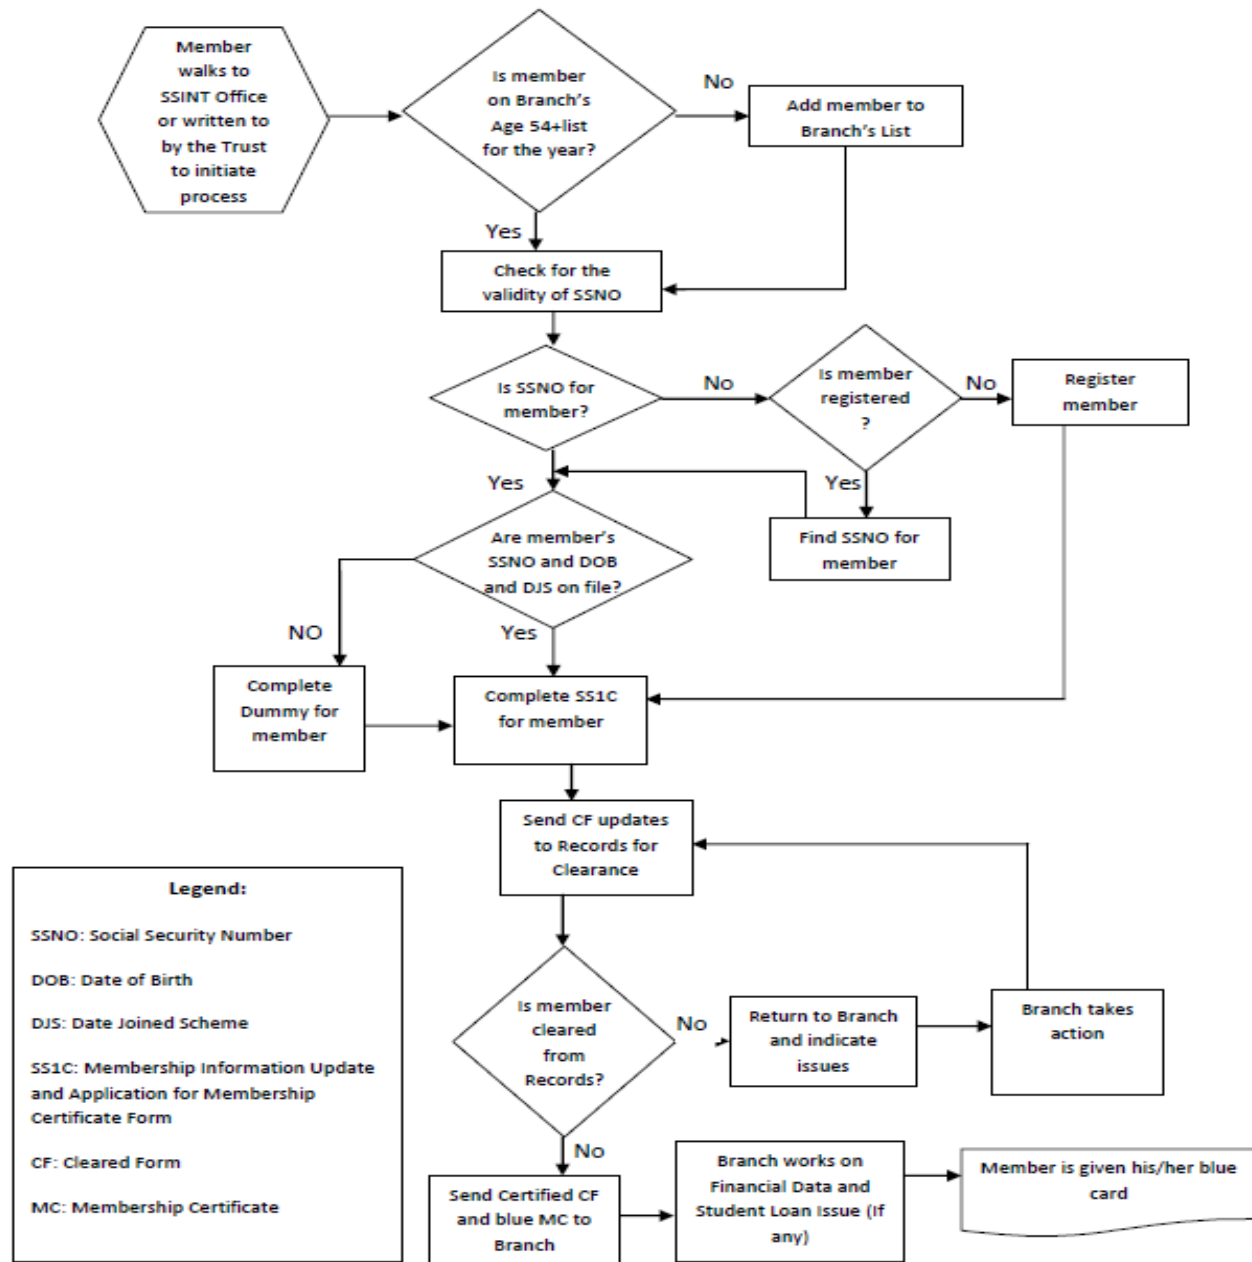 Member
walks to
SSINT Office
or written to
by the Trust
to initiate
process
Is member
on Branch's
Age 54+list
for the year?
No
Add member to
Branch's List
Yes
Check for the
validity of SSNO
Is SSNO for
member?
No
Is member
registered
?
No
Register
member
Yes
Yes
Find SSNO for
member
Are member's
SSNO and DOB
and DJS on file?
NO
Yes
Complete
Dummy for
member
Complete SS1C
for member
Send CF updates
to Records for
Clearance
Legend:
SSNO: Social Security Number
DOB: Date of Birth
DJS: Date Joined Scheme
SS1C: Membership Information Update
and Application for Membership
Certificate Form
CF: Cleared Form
MC: Membership Certificate
Is member
cleared
from
Records?
No
Return to Branch
and indicate
issues
Branch takes
action
No
Send Certified CF
and blue MC to
Branch
Branch works on
Financial Data and
Student Loan Issue (If
any)
Member is given his/her blue
card